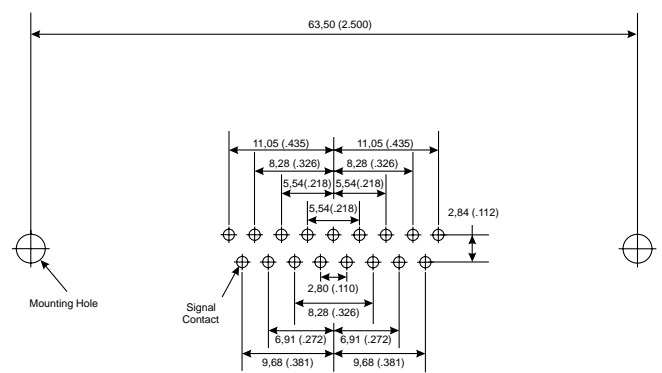 63,50 (2.500)
11,05 (.435) 11,05 (.435)
8,28 (.326) 8,28 (.326)
5,54(.218) 5,54(.218)
5,54(.218)
2,84 (.112)
2,80 (.110)
Mounting Hole
Signal
Contact
8,28 (.326)
6,91 (.272) 6,91 (.272)
9,68 (.381) 9,68 (.381)